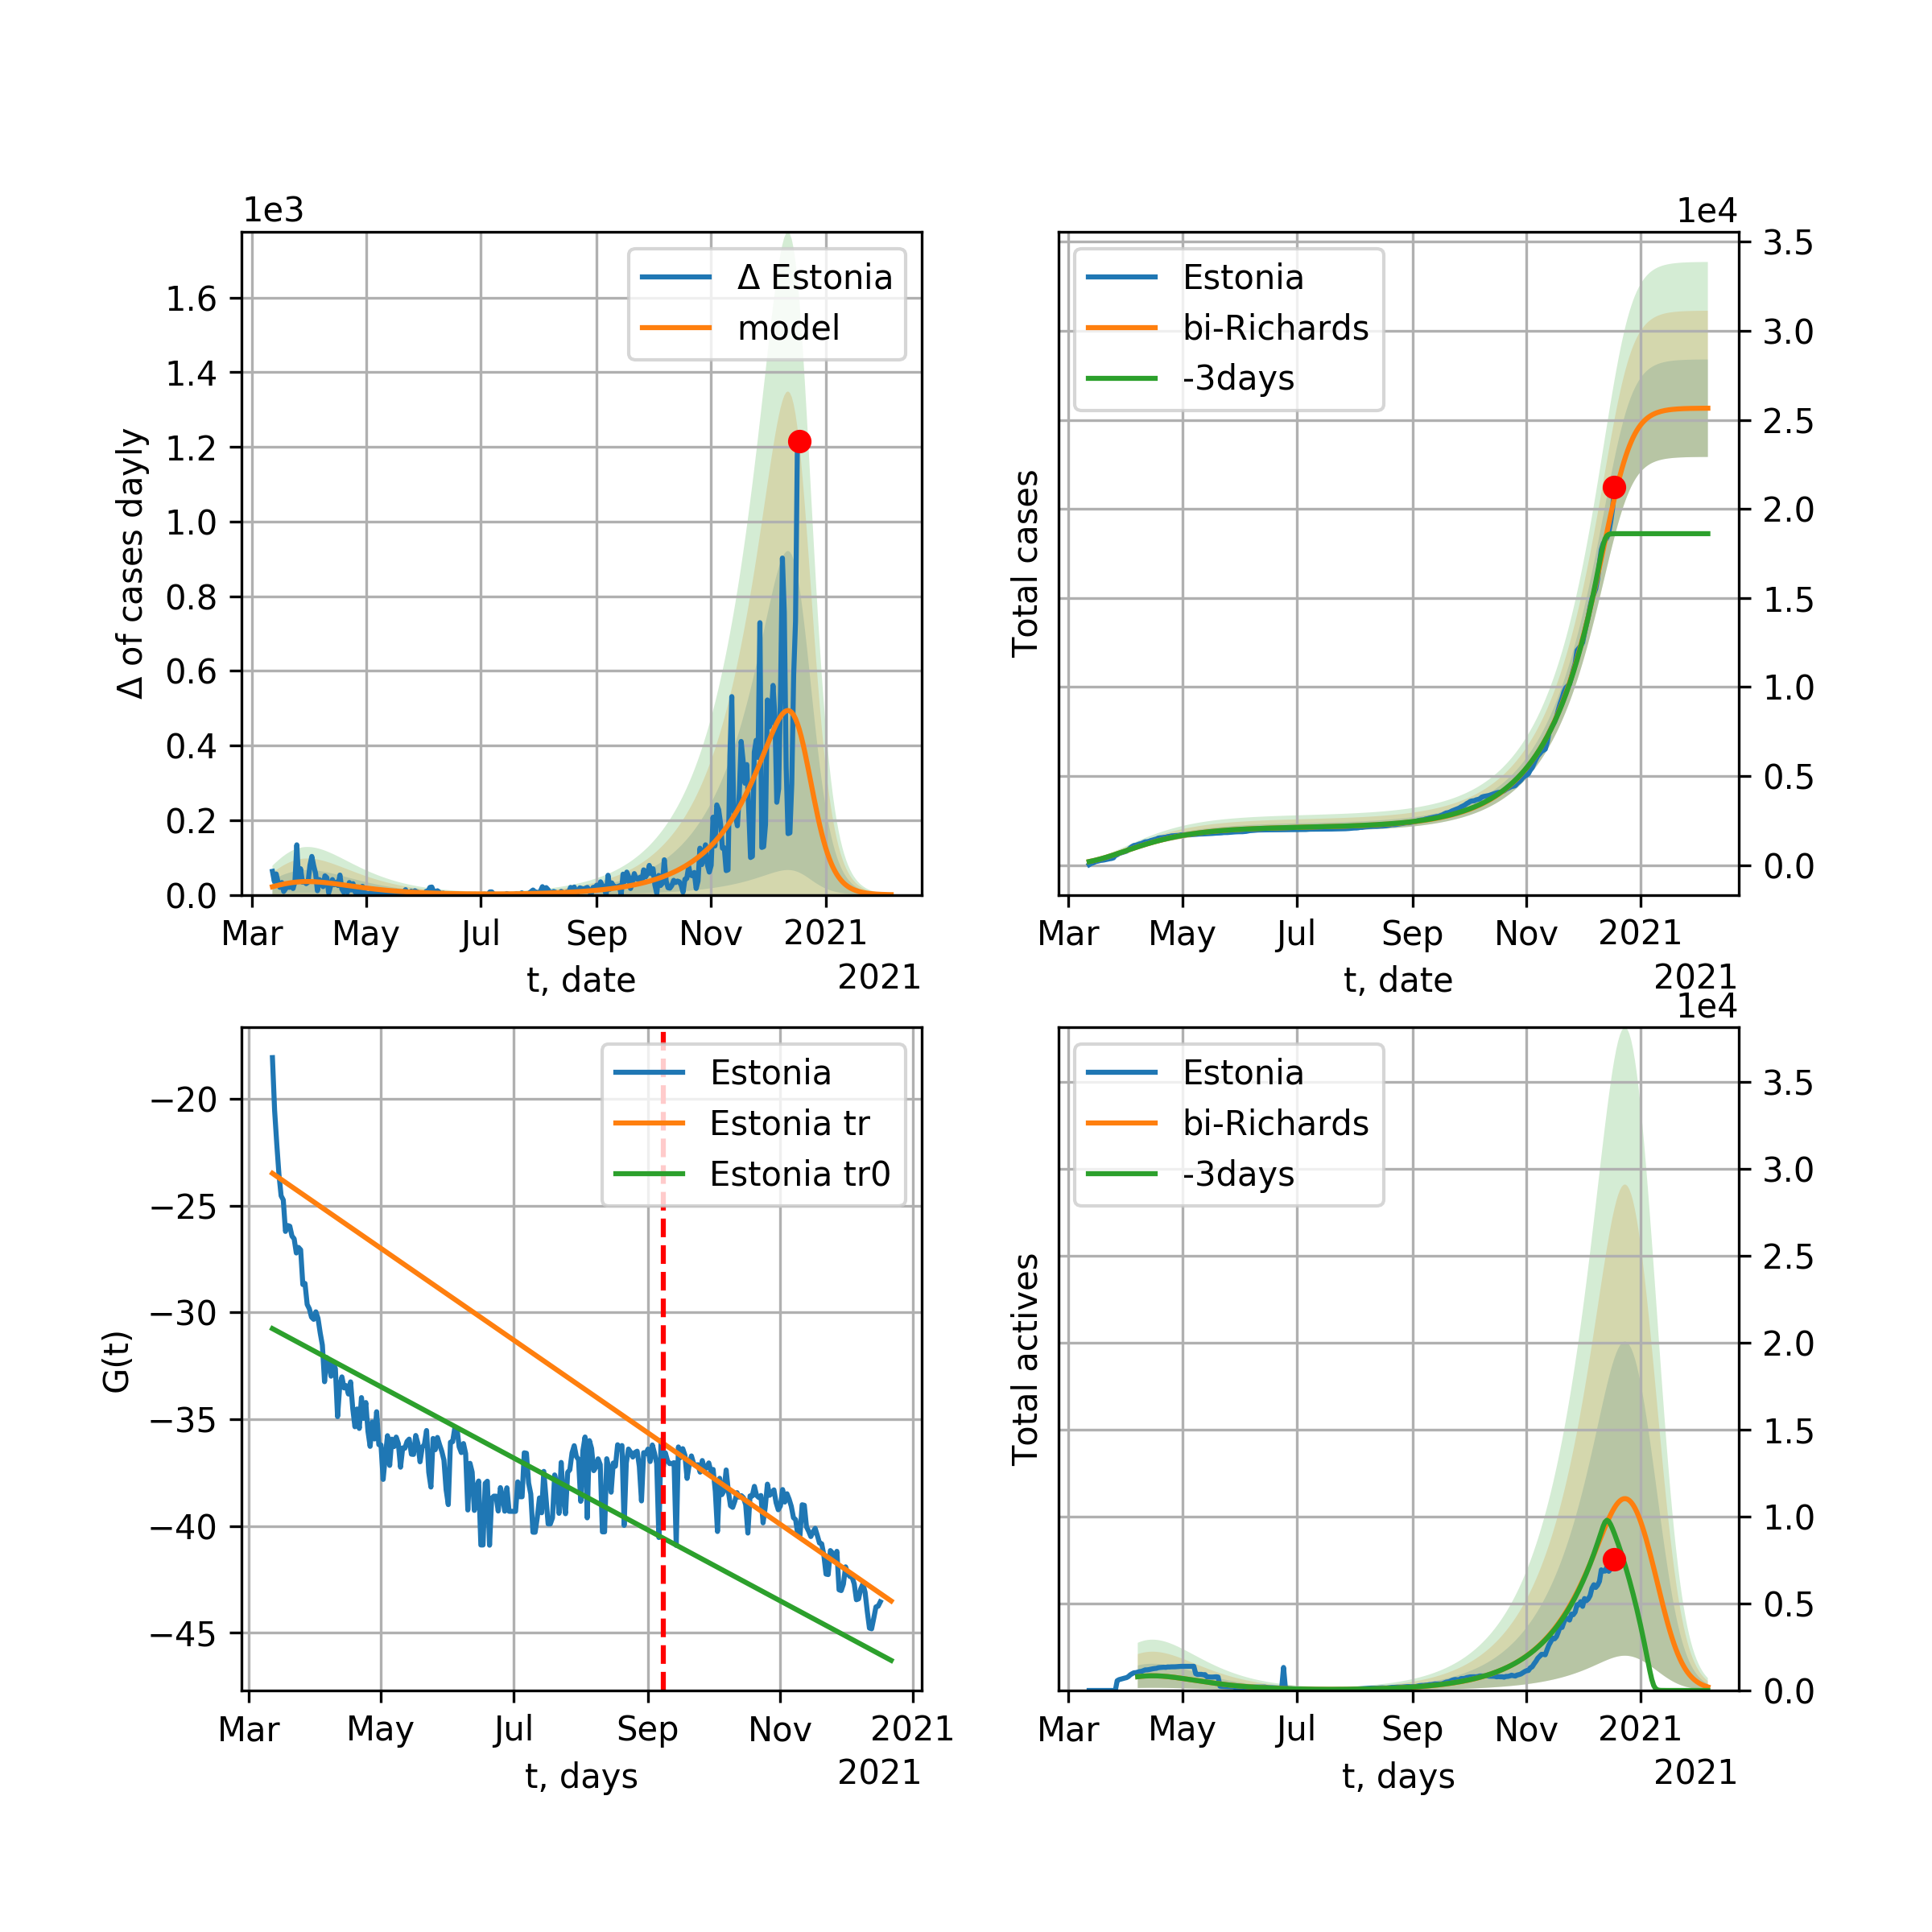 1e3
Δ of cases dayly
1.6
1.4
1.2
1.0
0.8
0.6
0.4
0.2
0.0
Δ Estonia
model
Mar May Jul Sep Nov 2021
t, date
2021
1e4
Total cases
Estonia
bi-Richards
-3days
3.5
3.0
2.5
2.0
1.5
1.0
0.5
0.0
Mar May Jul Sep Nov 2021
t, date
2021
G(t)
−20
−25
−30
−35
−40
−45
Estonia
Estonia tr
Estonia tr0
Mar May Jul Sep Nov 2021
t, days
2021
1e4
Total actives
Estonia
bi-Richards
-3days
3.5
3.0
2.5
2.0
1.5
1.0
0.5
0.0
Mar May Jul Sep Nov 2021
t, days
2021